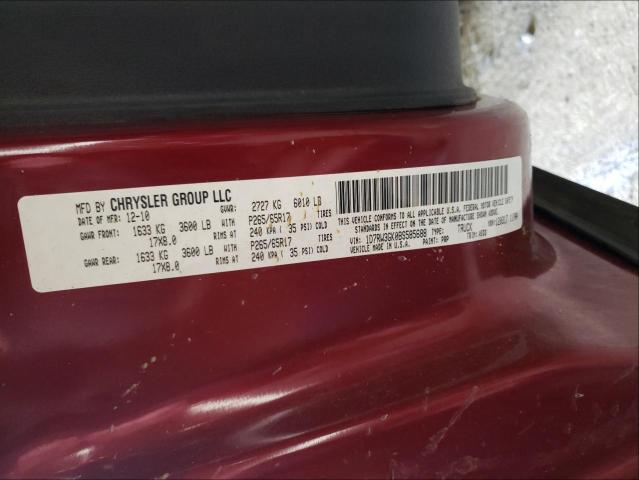 MFD BY CHRYSLER GROUP LLC
DATE OF MFR: 12-10 GVWR: 2727 KG 6010 LB
GAWR FRONT: 1633 KG 3600 LB WITH P265/65R17 TIRES
17X8.0 RIMS AT 240 KPA ( 35 PSI) COLD
GAWR REAR: 1633 KG 3600 LB WITH P265/65R17 TIRES
17X8.0 RIMS AT 240 KPA ( 35 PSI) COLD
THIS VEHICLE CONFORMS TO ALL APPLICABLE U.S.A. FEDERAL MOTOR VEHICLE SAFETY
STANDARDS IN EFFECT ON THE DATE OF MANUFACTURE SHOWN ABOVE.
VIN: 1D7RW3GK0BS585688 TYPE: TRUCK
VEHICLE MADE IN U.S.A. PAINT: PRP TRIM: